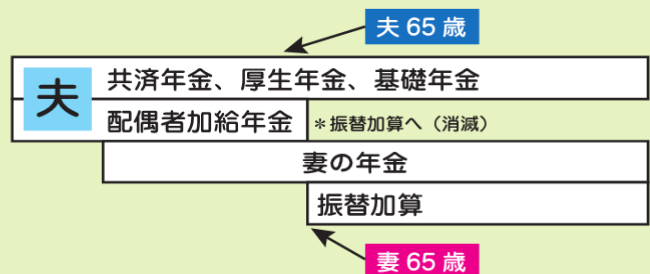 夫 65 歳
夫
共済年金、厚生年金、基礎年金
配偶者加給年金
＊振替加算へ（消滅）
妻の年金
振替加算
妻 65 歳